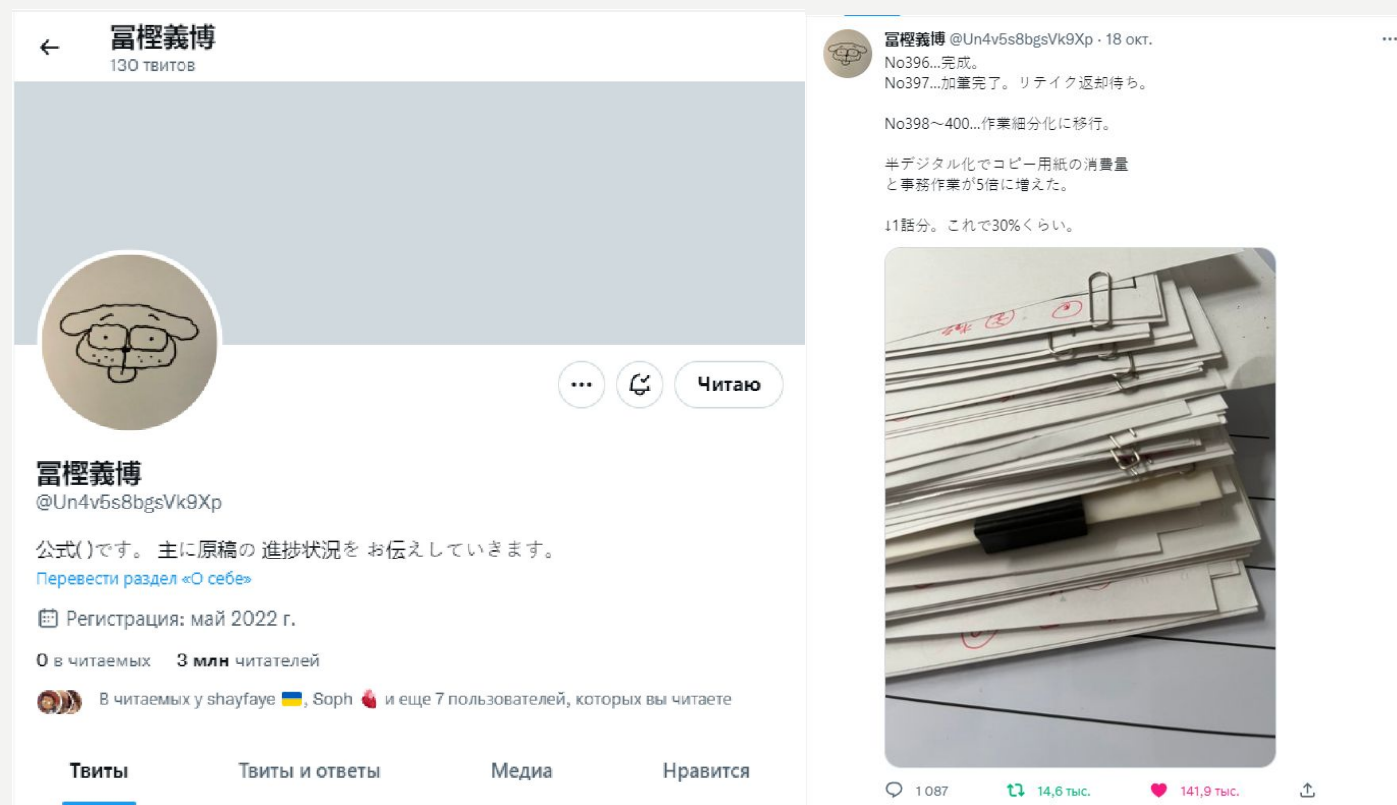 冨樫義博
130 твитов
冨樫義博
@Un4v5s8bgsVk9Xp
公式( )です。 主に原稿の 進捗状況を お伝えしていきます。
Перевести раздел «О себе»
Регистрация: май 2022 г.
0 в читаемых 3 млн читателей
В читаемых у shayfaye 🇺🇦, Soph 🫀 и еще 7 пользователей, которых вы читаете
Читаю
Твиты Твиты и ответы Медиа Нравится
冨樫義博 @Un4v5s8bgsVk9Xp · 18 окт.
No396...完成。
No397...加筆完了。リテイク返却待ち。
No398～400...作業細分化に移行。
半デジタル化でコピー用紙の消費量
と事務作業が5倍に増えた。
↓1話分。これで30%くらい。
1 087 14,6 тыс. 141,9 тыс.